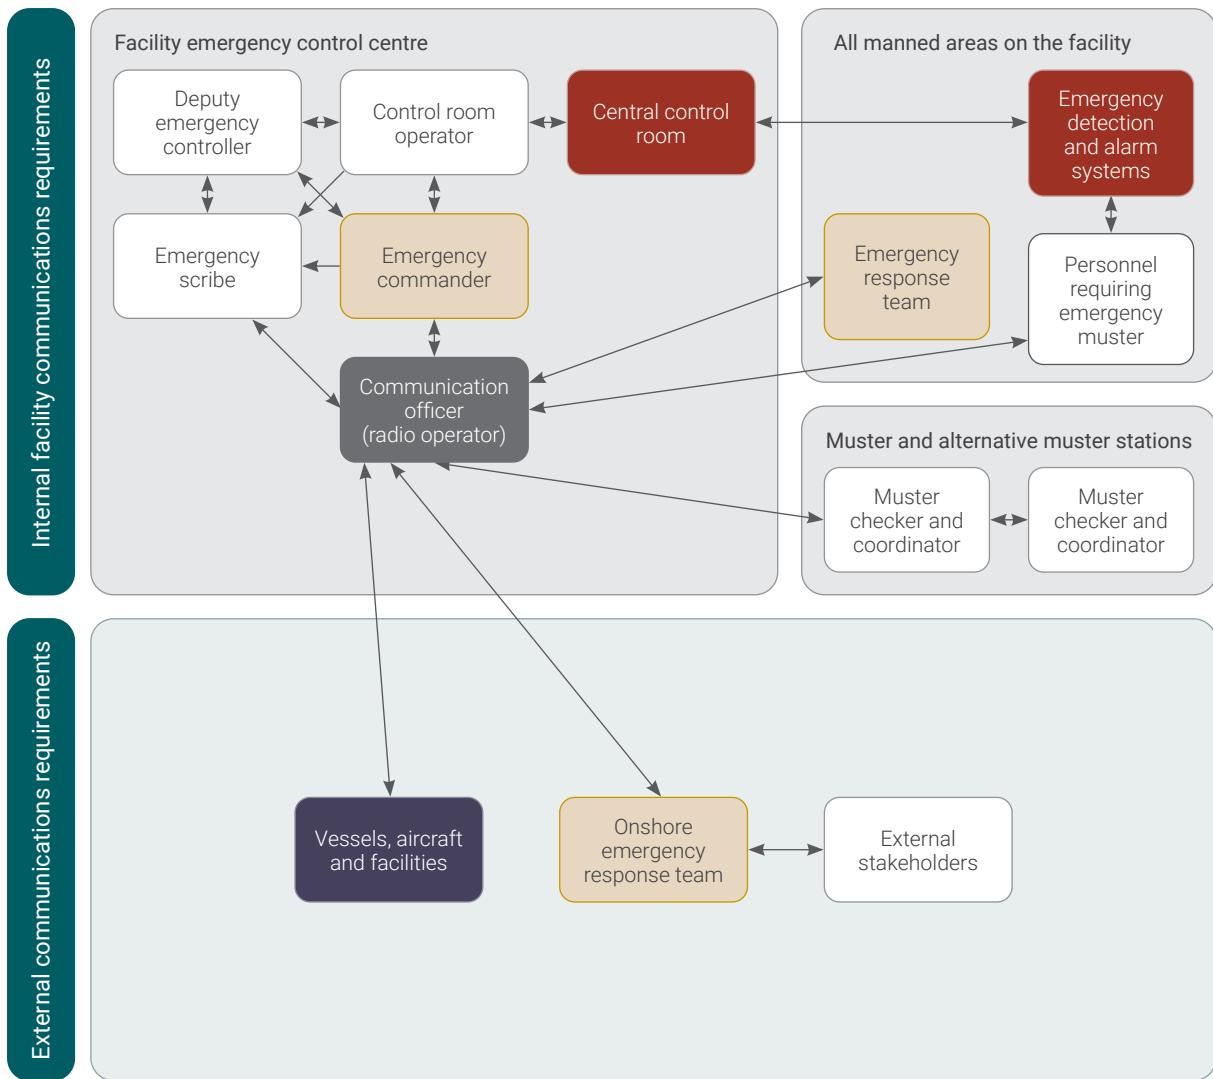 Internal facility communications requirements
Facility emergency control centre
Deputy
emergency
controller
Control room
operator
Central control
room
Emergency
scribe
Emergency
commander
Communication
officer
(radio operator)
All manned areas on the facility
Emergency
detection
and alarm
systems
Emergency
response
team
Personnel
requiring
emergency
muster
Muster and alternative muster stations
Muster
checker and
coordinator
Muster
checker and
coordinator
External communications requirements
Vessels, aircraft
and facilities
Onshore
emergency
response team
External
stakeholders